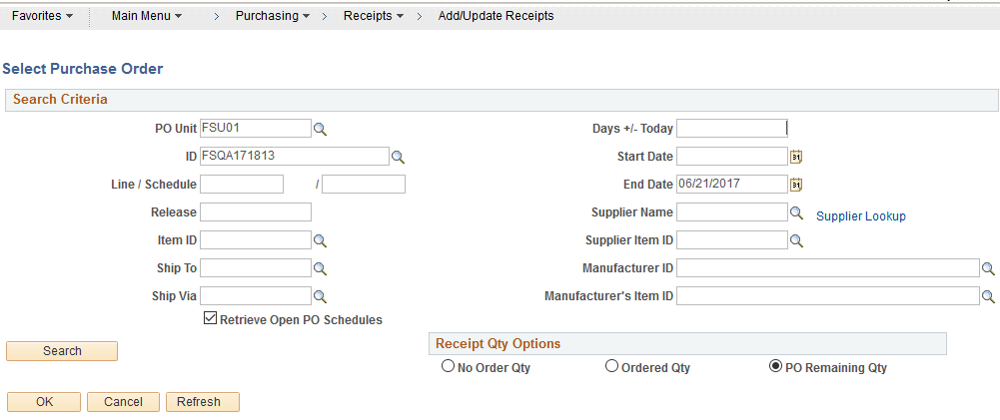 Favorites Main Menu > Purchasing > Receipts > Add/Update Receipts
Select Purchase Order
Search Criteria
PO Unit FSU01 Days +/- Today
ID FSQA171813 Start Date 31
Line / Schedule / End Date 06/21/2017 31
Release Supplier Name Supplier Lookup
Item ID Supplier Item ID
Ship To Manufacturer ID
Ship Via Manufacturer's Item ID
Retrieve Open PO Schedules
Search Receipt Qty Options
No Order Qty Ordered Qty PO Remaining Qty
OK Cancel Refresh